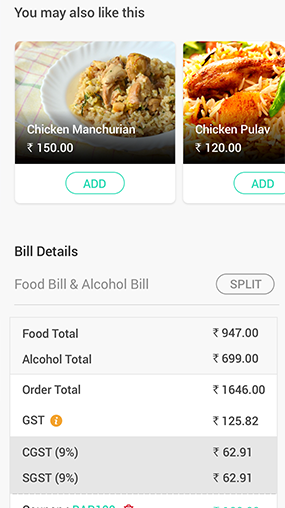 You may also like this
Chicken Manchurian
₹ 150.00
ADD
Chicken Pulav
₹ 120.00
ADD
Bill Details
Food Bill & Alcohol Bill
SPLIT
Food Total ₹ 947.00
Alcohol Total ₹ 699.00
Order Total ₹ 1646.00
GST ₹ 125.82
CGST (9%) ₹ 62.91
SGST (9%) ₹ 62.91